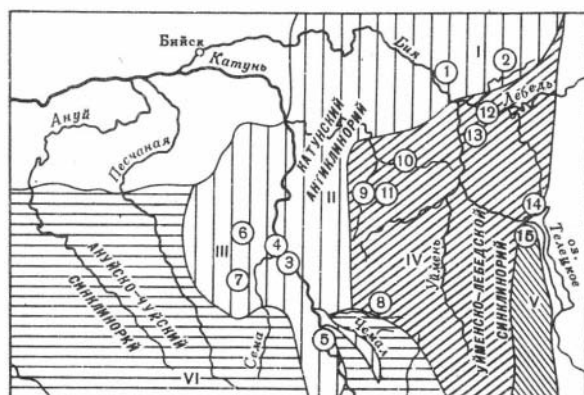 Бийск
Бия
I
2
1
Катунь
Лебедь
12
Ануй
Песчаная
КАТУНСКИЙ
АНТИКЛИНОРИЙ
13
10
II
9
11
14
6
III
4
3
7
IV
15
оз.
Телецкое
Уймень
УЙМЕНСКО-ЛЕБЕДСКОЙ
СИНКЛИНОРИЙ
V
АНУЙСКО-ЧУЙСКИЙ
СИНКЛИНОРИЙ
8
Чемал
5
Сема
VI